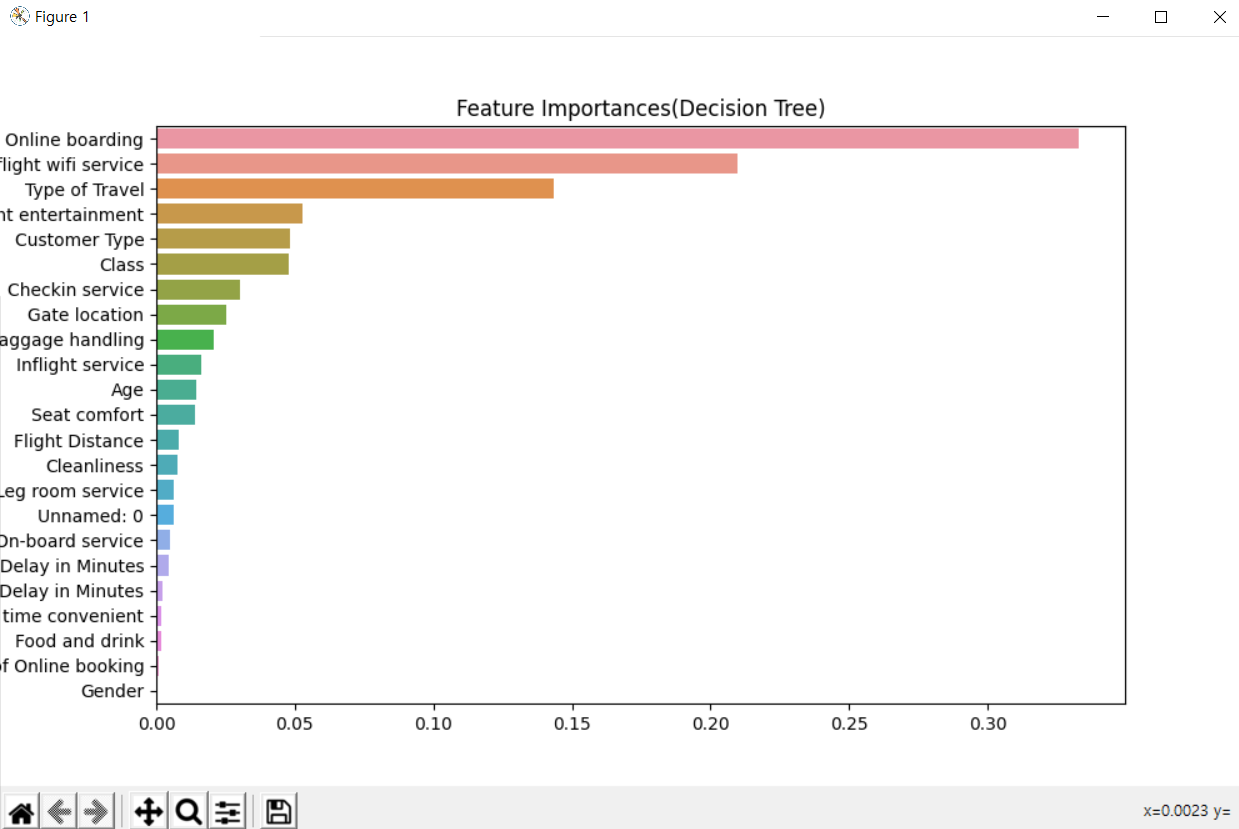 Figure 1
Feature Importances(Decision Tree)
Online boarding
flight wifi service
Type of Travel
nt entertainment
Customer Type
Class
Checkin service
Gate location
aggage handling
Inflight service
Age
Seat comfort
Flight Distance
Cleanliness
Leg room service
Unnamed: 0
On-board service
Delay in Minutes
Delay in Minutes
time convenient
Food and drink
of Online booking
Gender
0.00 0.05 0.10 0.15 0.20 0.25 0.30
x=0.0023 y=